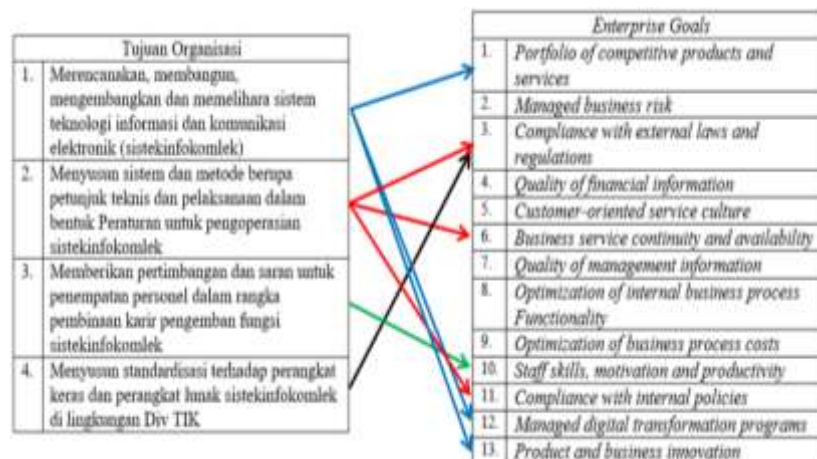 Tujuan Organisasi
1. Merencanakan, membangun,
mengembangkan dan memelihara sistem
teknologi informasi dan komunikasi
elektronik (sistekinfokomlek)
2. Menyusun sistem dan metode berupa
petunjuk teknis dan pelaksanaan dalam
bentuk Peraturan untuk pengoperasian
sistekinfokomlek
3. Memberikan pertimbangan dan saran untuk
penempatan personel dalam rangka
pembinaan karir pengemban fungsi
sistekinfokomlek
4. Menyusun standardisasi terhadap perangkat
keras dan perangkat lunak sistekinfokomlek
di lingkungan Div TIK
Enterprise Goals
1. Portfolio of competitive products and
services
2. Managed business risk
3. Compliance with external laws and
regulations
4. Quality of financial information
5. Customer-oriented service culture
6. Business service continuity and availability
7. Quality of management information
8. Optimization of internal business process
Functionality
9. Optimization of business process costs
10. Staff skills, motivation and productivity
11. Compliance with internal policies
12. Managed digital transformation programs
13. Product and business innovation